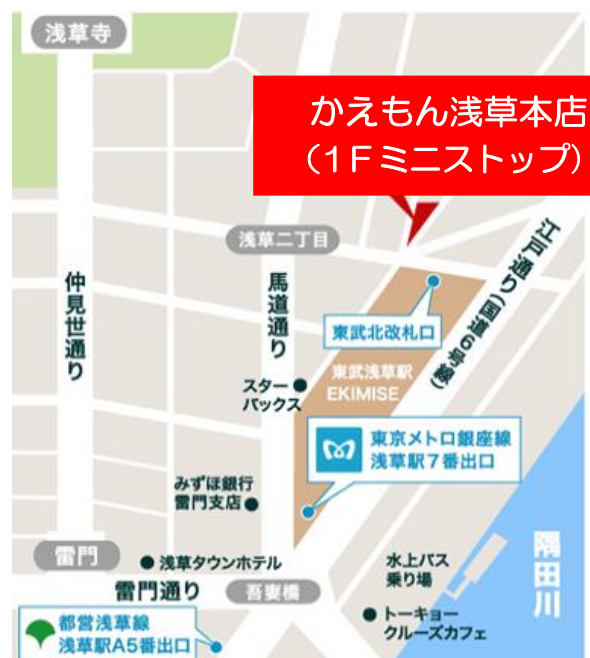 浅草寺
かえもん浅草本店
(1Fミニストップ)
浅草二丁目
江戸通り(国道6号線)
仲見世通り
馬道通り
東武北改札口
東武浅草駅
EKIMISE
スター
バックス
東京メトロ銀座線
浅草駅7番出口
みずほ銀行
雷門支店
雷門
浅草タウンホテル
水上バス
乗り場
隅田川
雷門通り
吾妻橋
トーキョー
クルーズカフェ
都営浅草線
浅草駅A5番出口